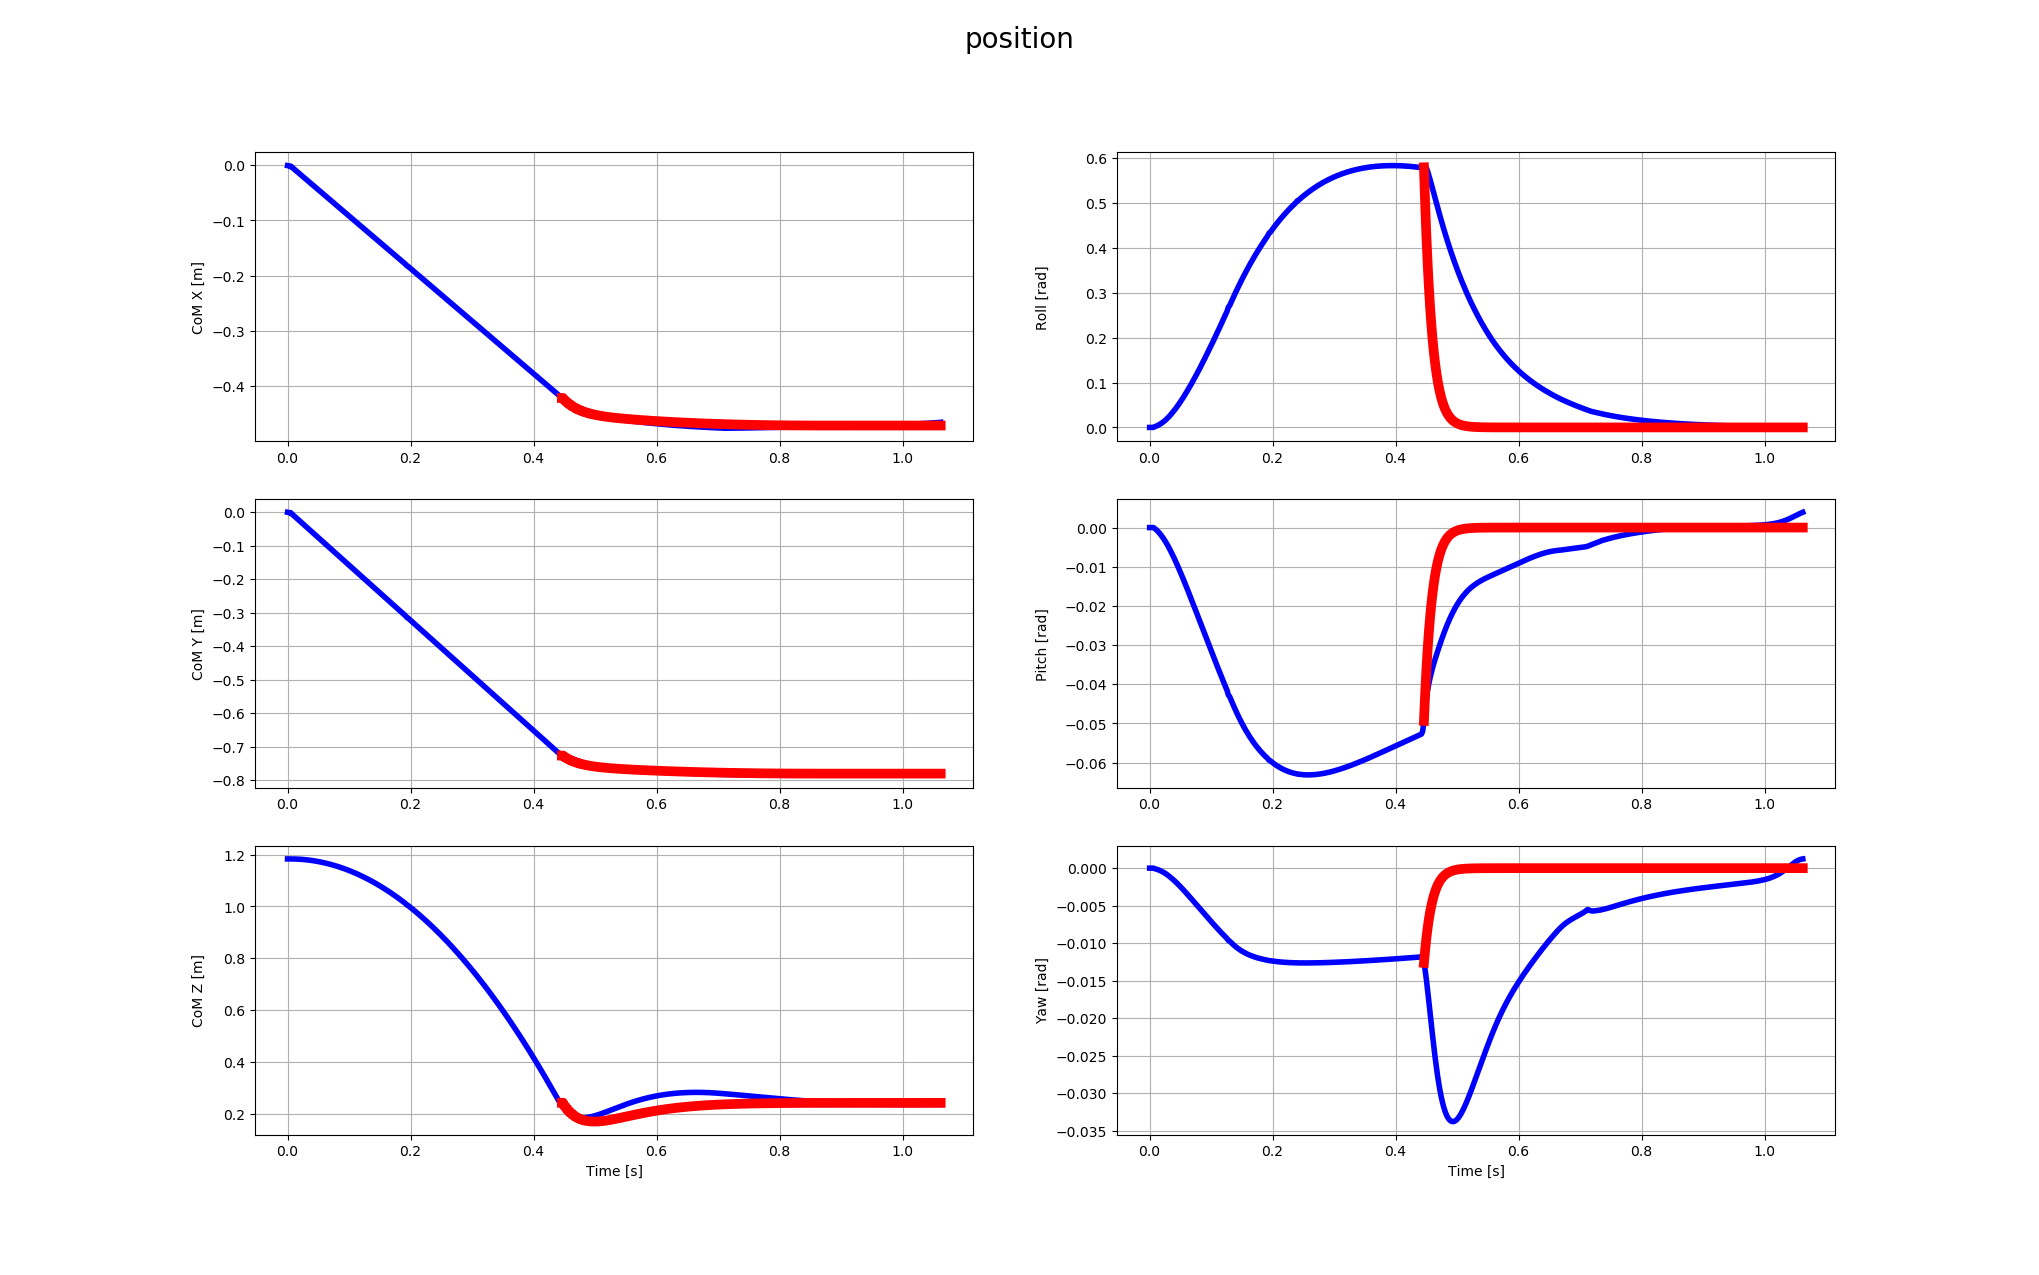 position
0.0
−0.1
−0.2
−0.3
−0.4
CoM X [m]
0.0 0.2 0.4 0.6 0.8 1.0
0.6
0.5
0.4
0.3
0.2
0.1
0.0
Roll [rad]
0.0 0.2 0.4 0.6 0.8 1.0
0.0
−0.1
−0.2
−0.3
−0.4
−0.5
−0.6
−0.7
−0.8
CoM Y [m]
0.0 0.2 0.4 0.6 0.8 1.0
0.00
−0.01
−0.02
−0.03
−0.04
−0.05
−0.06
Pitch [rad]
0.0 0.2 0.4 0.6 0.8 1.0
1.2
1.0
0.8
0.6
0.4
0.2
CoM Z [m]
0.0 0.2 0.4 0.6 0.8 1.0
Time [s]
0.000
−0.005
−0.010
−0.015
−0.020
−0.025
−0.030
−0.035
Yaw [rad]
0.0 0.2 0.4 0.6 0.8 1.0
Time [s]